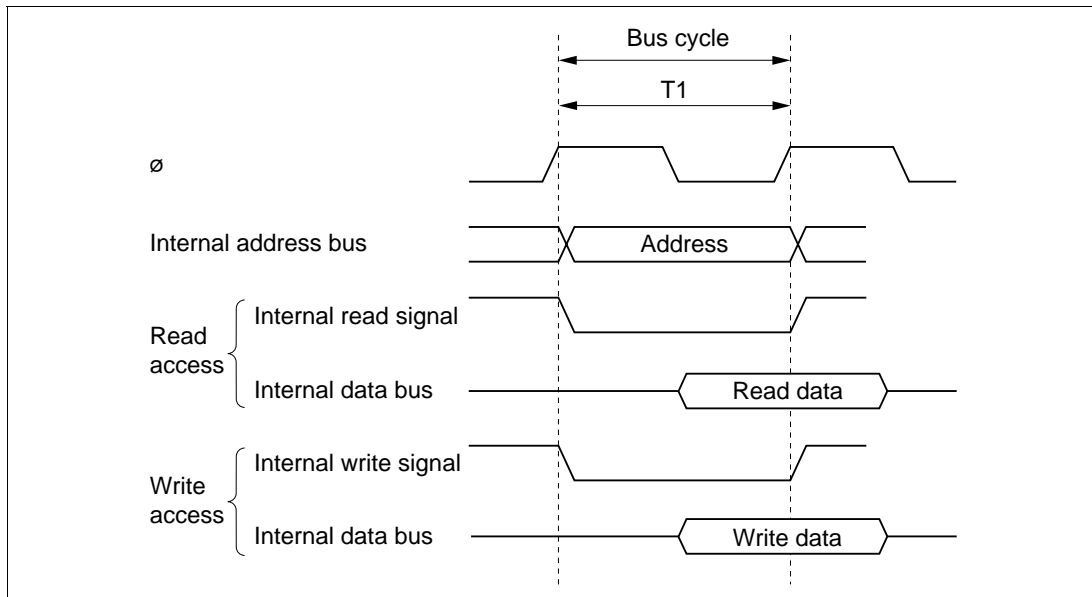 Bus cycle
T1
ø
Internal address bus
Address
Read
access
Internal read signal
Internal data bus
Read data
Write
access
Internal write signal
Internal data bus
Write data